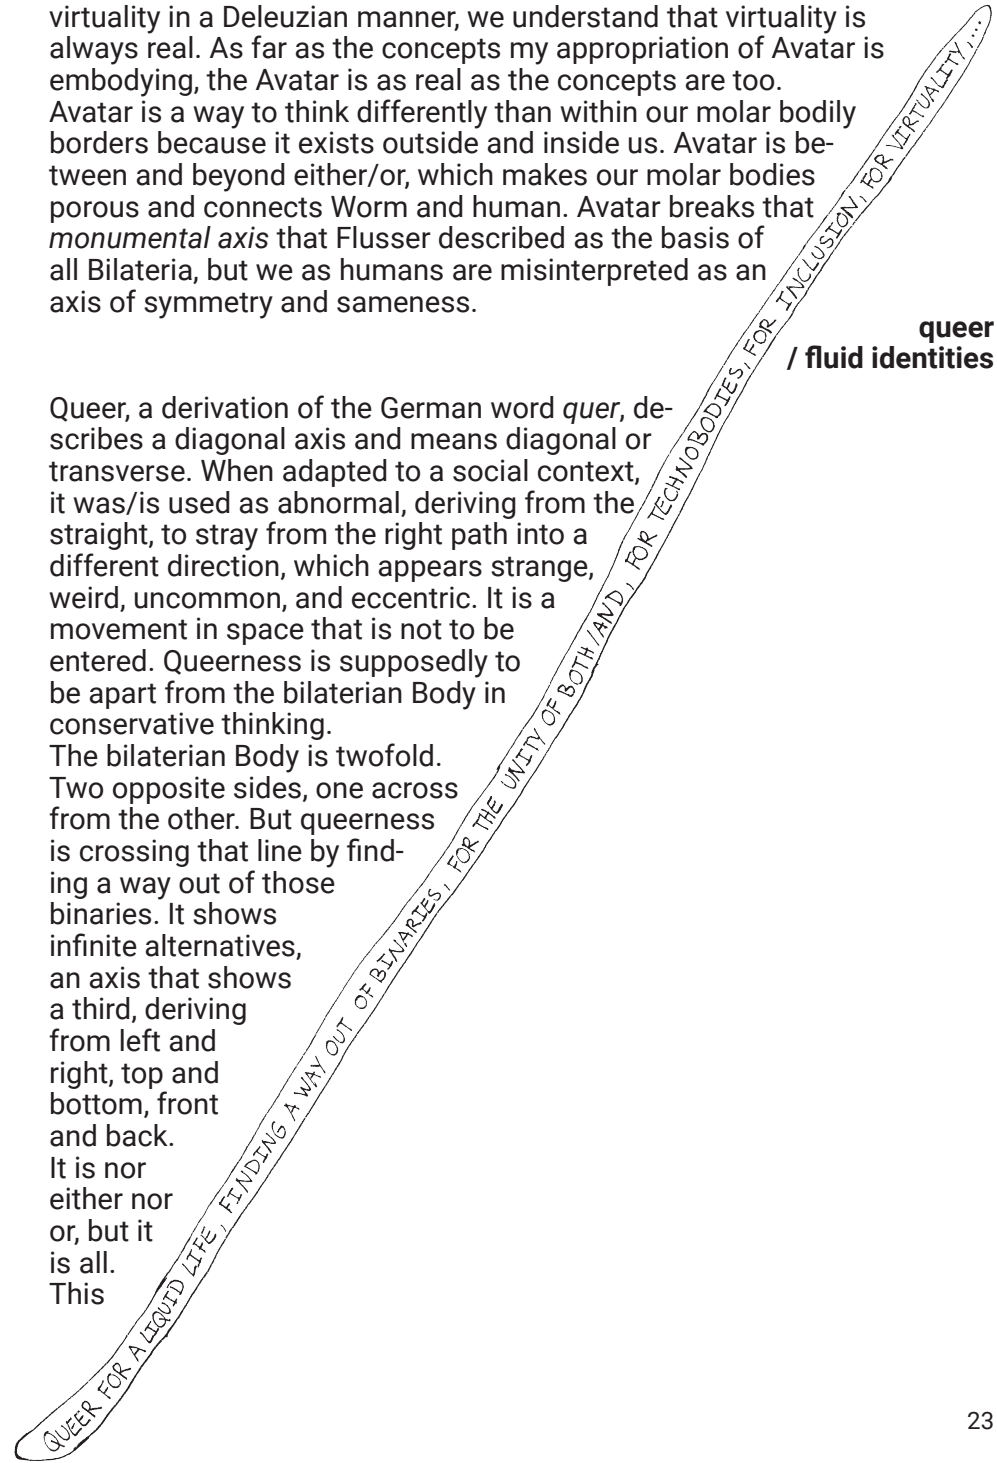 virtuality in a Deleuzian manner, we understand that virtuality is
always real. As far as the concepts my appropriation of Avatar is
embodying, the Avatar is as real as the concepts are too.
Avatar is a way to think differently than within our molar bodily
borders because it exists outside and inside us. Avatar is be-
tween and beyond either/or, which makes our molar bodies
porous and connects Worm and human. Avatar breaks that
monumental axis that Flusser described as the basis of
all Bilateria, but we as humans are misinterpreted as an
axis of symmetry and sameness.
queer
/ fluid identities
Queer, a derivation of the German word quer, de-
scribes a diagonal axis and means diagonal or
transverse. When adapted to a social context,
it was/is used as abnormal, deriving from the
straight, to stray from the right path into a
different direction, which appears strange,
weird, uncommon, and eccentric. It is a
movement in space that is not to be
entered. Queerness is supposedly to
be apart from the bilaterian Body in
conservative thinking.
The bilaterian Body is twofold.
Two opposite sides, one across
from the other. But queerness
is crossing that line by find-
ing a way out of those
binaries. It shows
infinite alternatives,
an axis that shows
a third, deriving
from left and
right, top and
bottom, front
and back.
It is nor
either nor
or, but it
is all.
This
QUEER FOR A LIQUID LIFE, FINDING A WAY OUT OF BINARIES, FOR THE UNITY OF BOTH/AND, FOR TECHNOBODIES, FOR INCLUSION, FOR VIRTUALITY,...
23